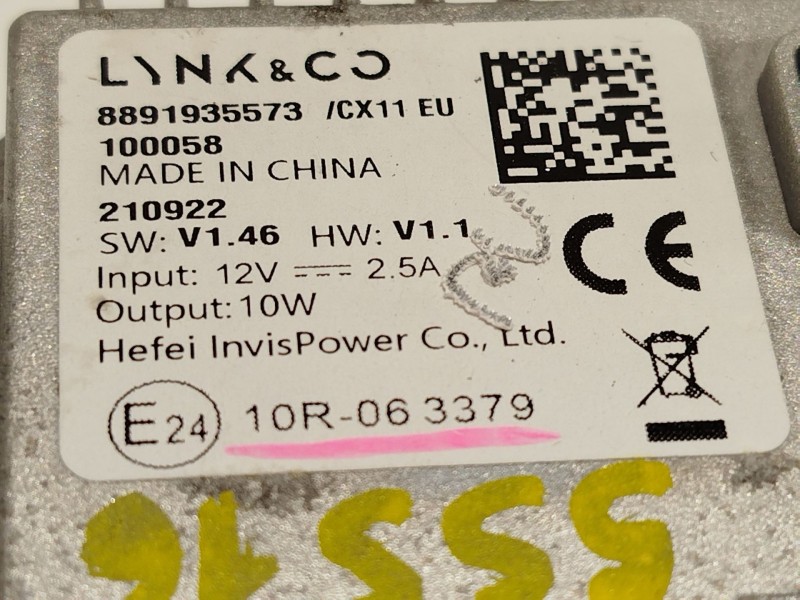 LYNK & CO
8891935573 /CX11 EU
100058
MADE IN CHINA
210922
SW: V1.46 HW: V1.1
Input: 12V ⎓ 2.5A
Output: 10W
Hefei InvisPower Co., Ltd.
E24 10R-06 3379
CE